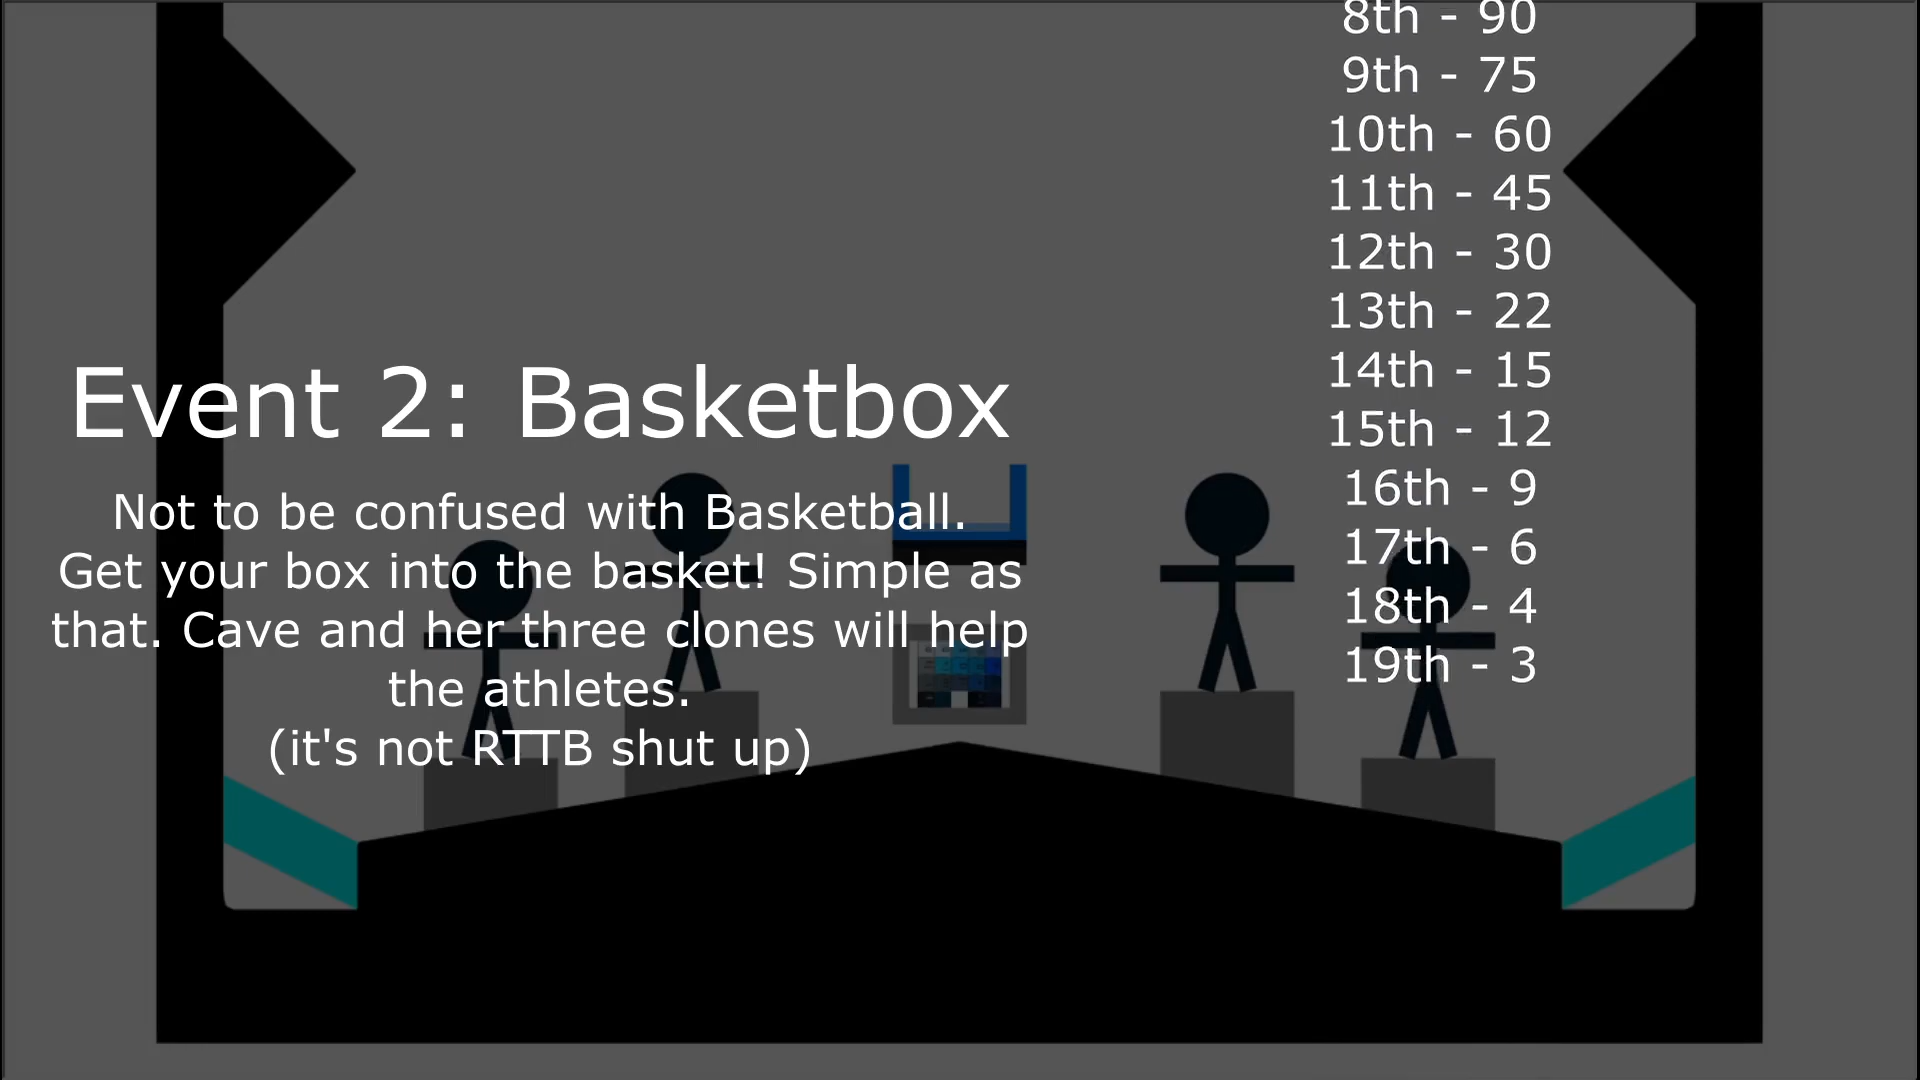 Event 2: Basketbox
Not to be confused with Basketball.
Get your box into the basket! Simple as
that. Cave and her three clones will help
the athletes.
(it's not RTTB shut up)
8th - 90
9th - 75
10th - 60
11th - 45
12th - 30
13th - 22
14th - 15
15th - 12
16th - 9
17th - 6
18th - 4
19th - 3